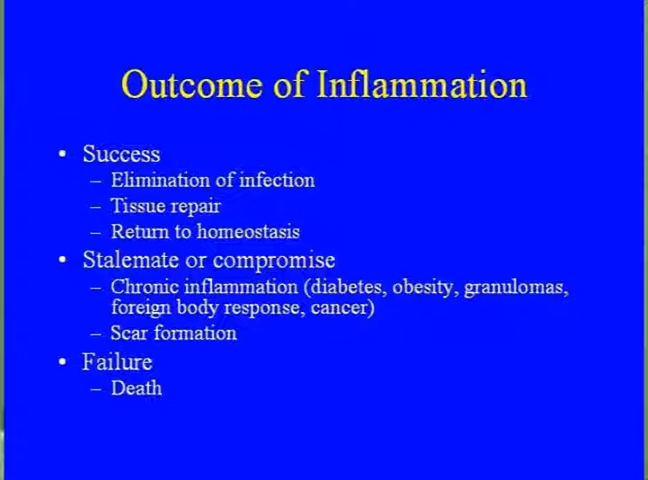 Outcome of Inflammation
• Success
– Elimination of infection
– Tissue repair
– Return to homeostasis
• Stalemate or compromise
– Chronic inflammation (diabetes, obesity, granulomas,
foreign body response, cancer)
– Scar formation
• Failure
– Death